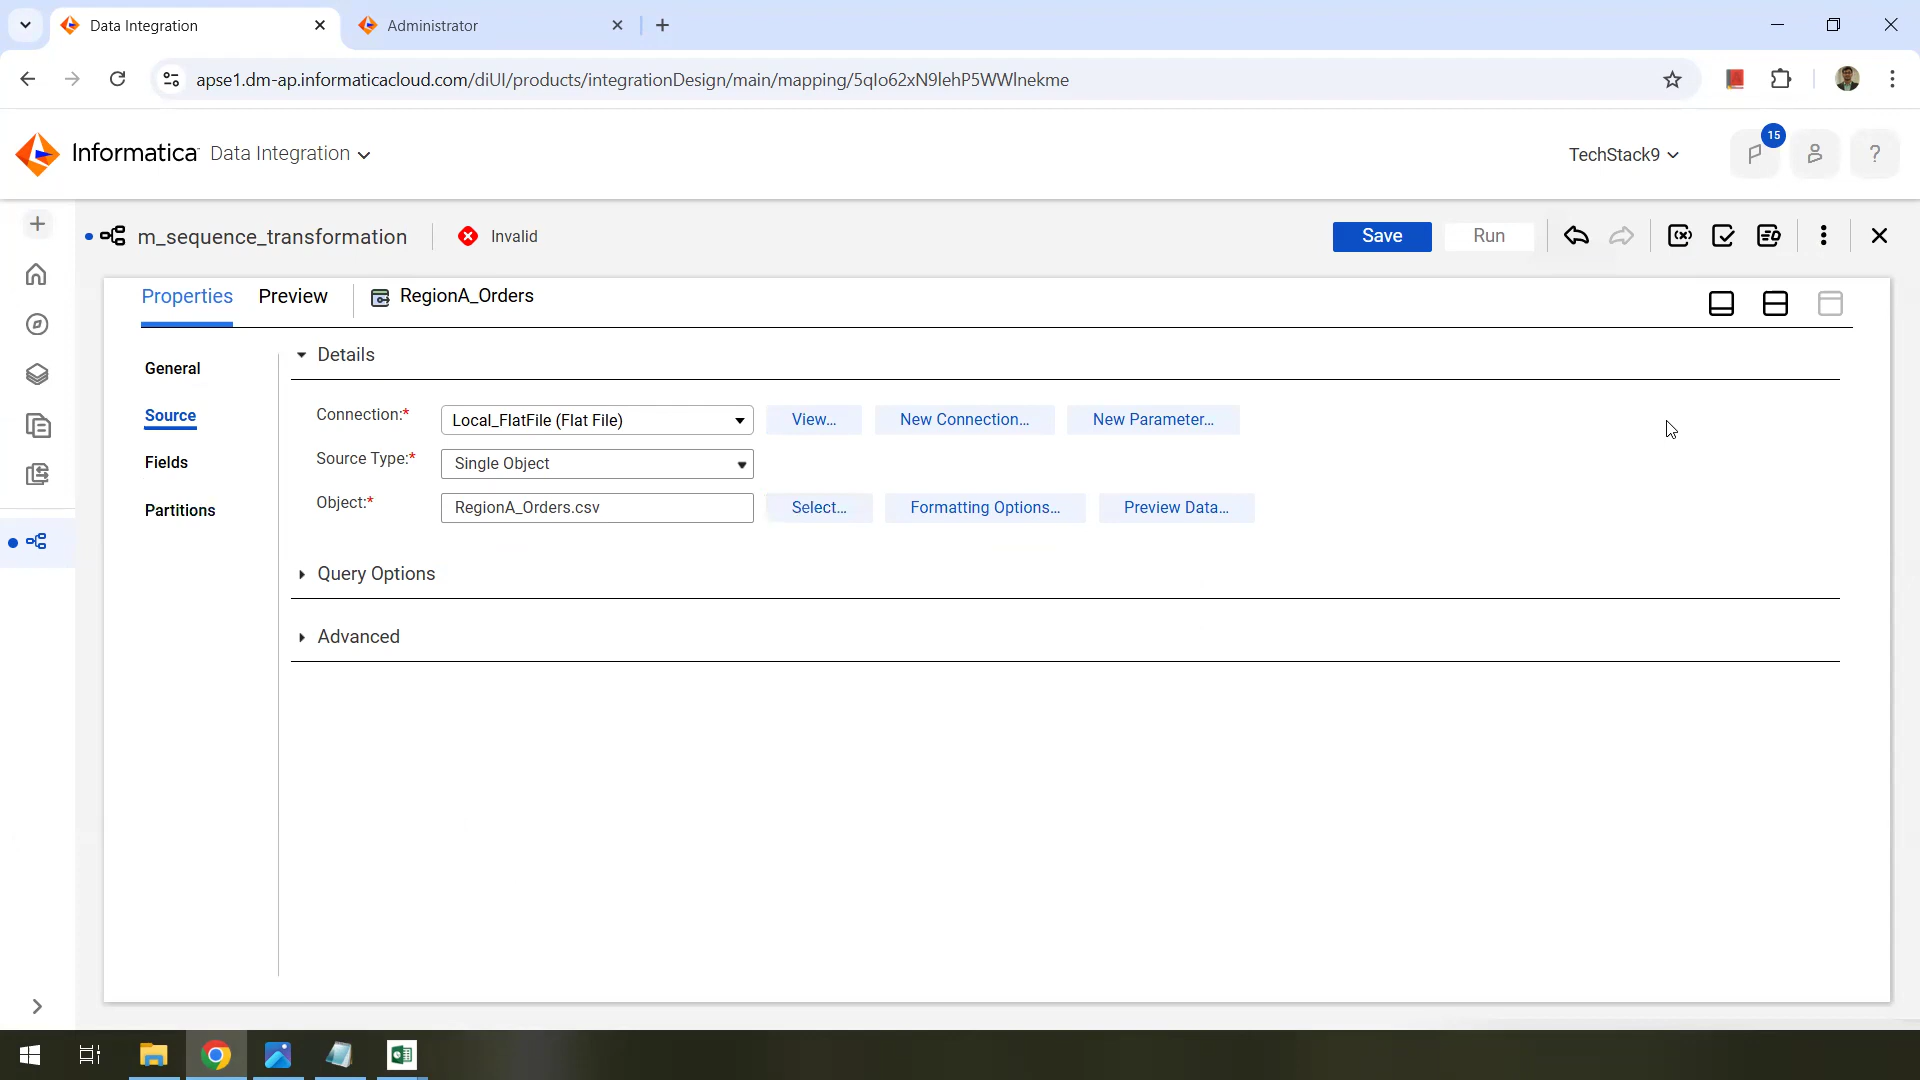 Data Integration
Administrator
apse1.dm-ap.informaticacloud.com/diUI/products/integrationDesign/main/mapping/5qIo62xN9lehP5WWlnekme
Informatica Data Integration
TechStack9
15
?
m_sequence_transformation
Invalid
Save
Run
Properties
Preview
RegionA_Orders
General
Source
Fields
Partitions
Details
Connection:*
Local_FlatFile (Flat File)
View...
New Connection...
New Parameter...
Source Type:*
Single Object
Object:*
RegionA_Orders.csv
Select...
Formatting Options...
Preview Data...
Query Options
Advanced